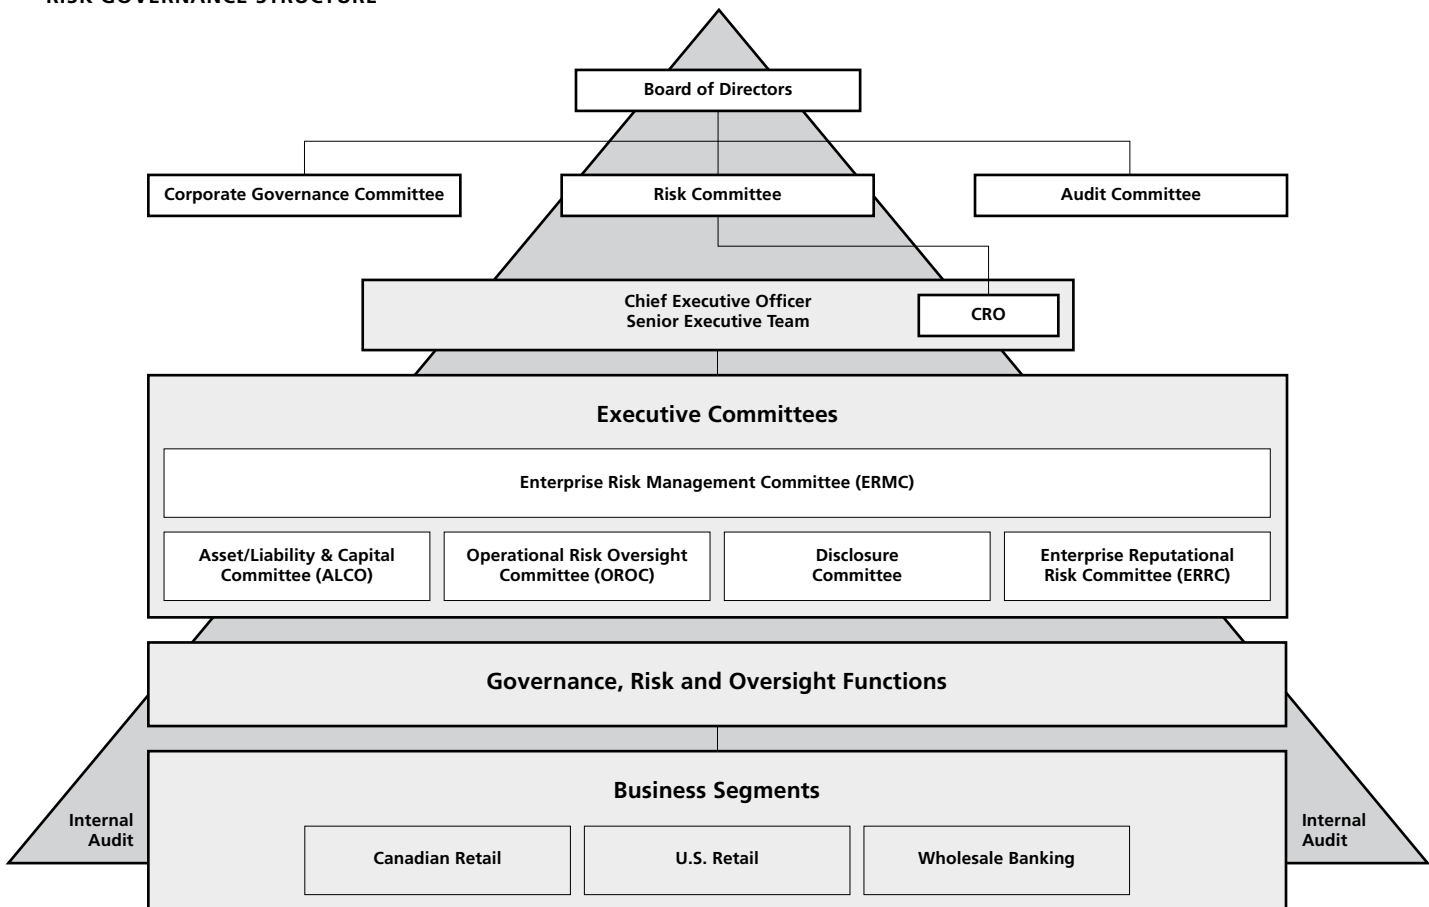 RISK GOVERNANCE STRUCTURE
Board of Directors
Corporate Governance Committee
Risk Committee
Audit Committee
Chief Executive Officer
Senior Executive Team
CRO
Executive Committees
Enterprise Risk Management Committee (ERMC)
Asset/Liability & Capital
Committee (ALCO)
Operational Risk Oversight
Committee (OROC)
Disclosure
Committee
Enterprise Reputational
Risk Committee (ERRC)
Governance, Risk and Oversight Functions
Business Segments
Internal
Audit
Canadian Retail
U.S. Retail
Wholesale Banking
Internal
Audit